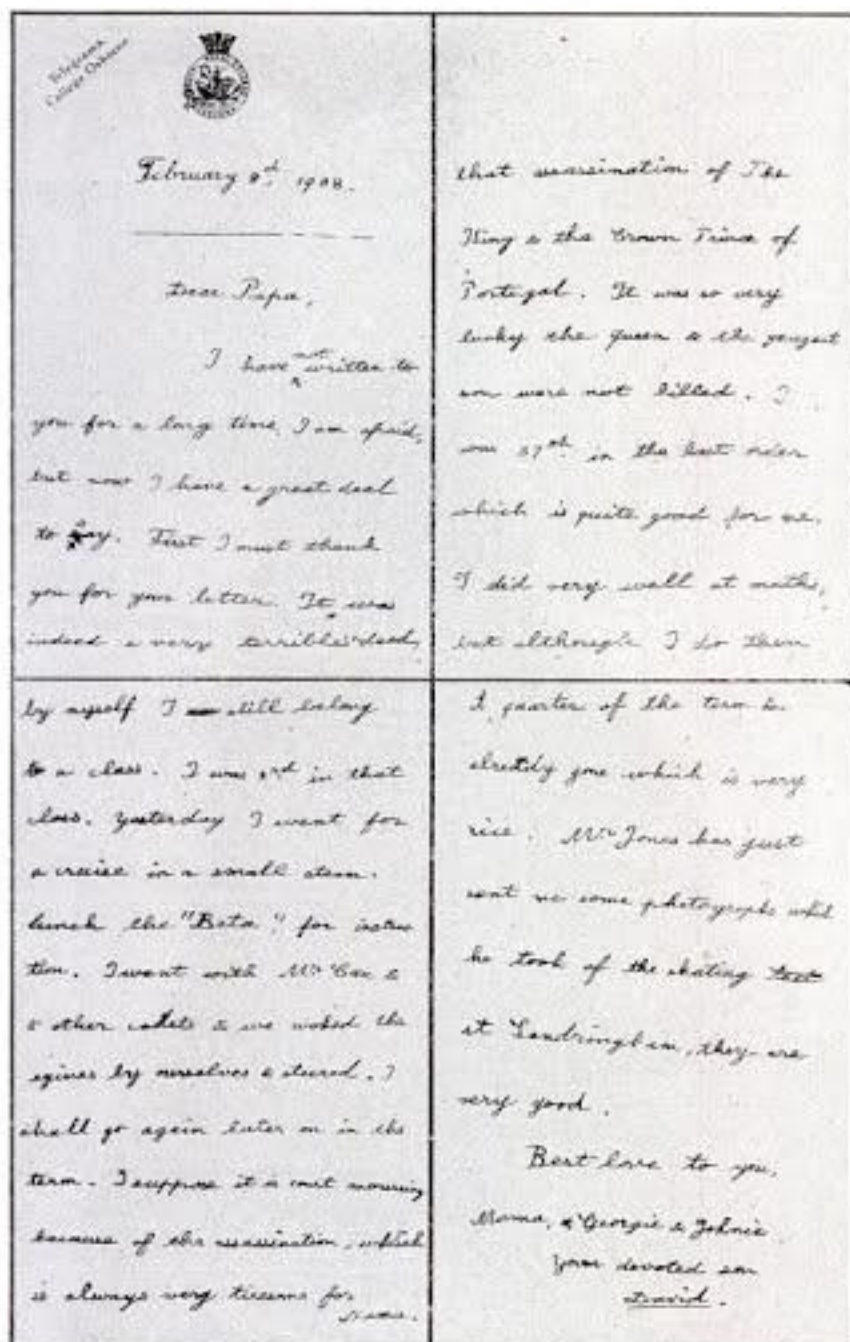 Telegrams,
College Osborne
February 8th 1908.
Dear Papa,
I have not written to
you for a long time, I am afraid,
but now I have a great deal
to say. First I must thank
you for your letter. It was
indeed a very terrible deed,
that assassination of The
King & the Crown Prince of
Portugal. It was so very
lucky the Queen & the youngest
son were not killed. I
was 37th in the last order
which is quite good for me.
I did very well at maths,
but although I do them
by myself I still belong
to a class. I was in that
class. Yesterday I went for
a cruise in a small steam-
launch the "Beta" for instruc
tion. I went with Mr Cox &
other cadets & we woked the
egines by ourselves & steered. I
shall go again later on in the
term. I suppose it is court mourning
because of the assassination, which
is always very tiresome for
Mama.
A quarter of the term is
already gone which is very
nice. Mr Jones has just
sent me some photographs which
he took of the skating
at Sandringham, they are
very good.
Best love to you,
Mama, & Georgie & Johnie
Your devoted son
David.